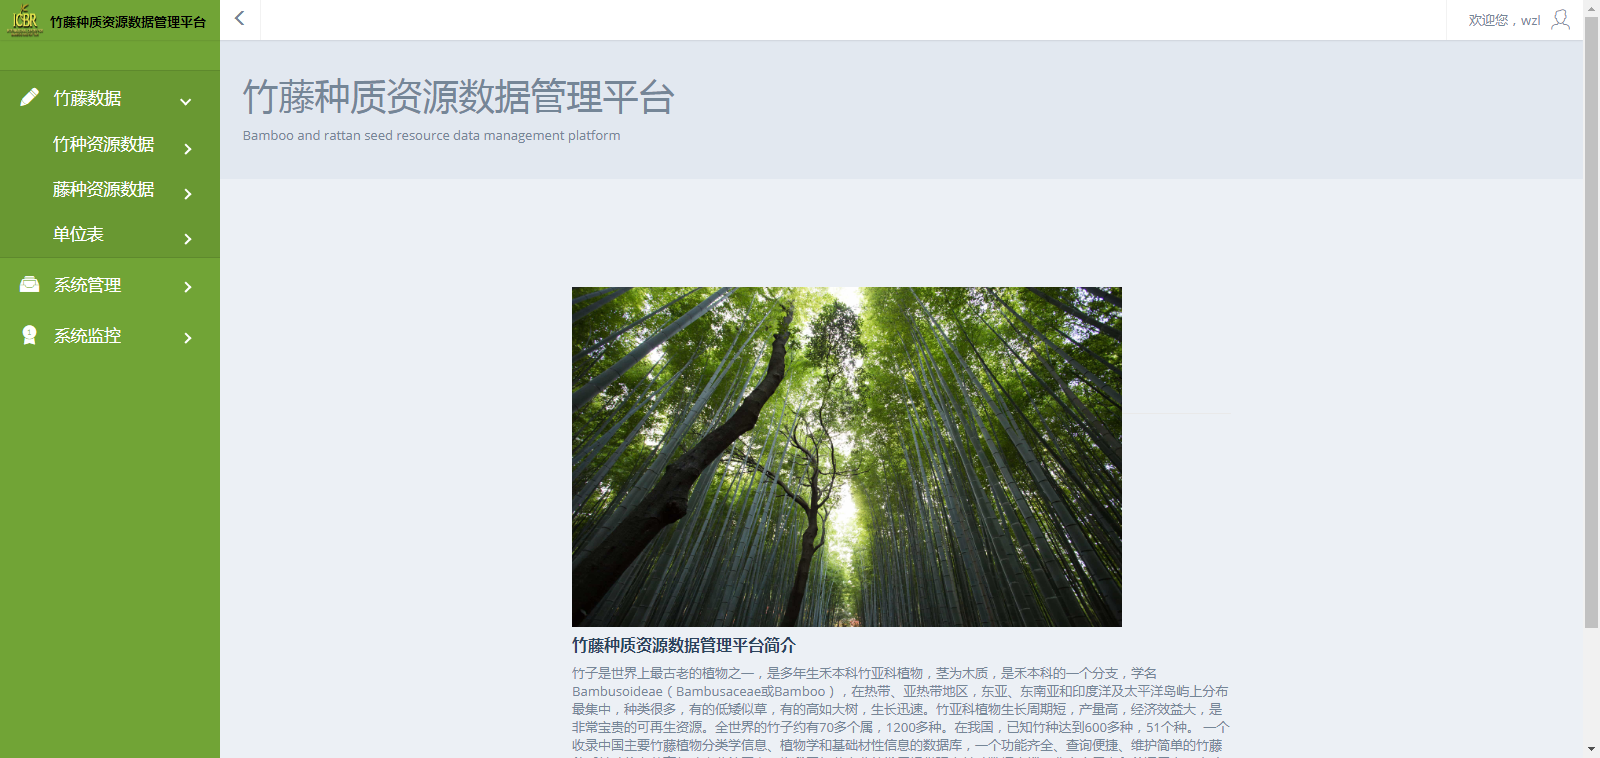 ICBR
竹藤种质资源数据管理平台
欢迎您，wzl
竹藤数据
竹种资源数据
藤种资源数据
单位表
系统管理
系统监控
竹藤种质资源数据管理平台
Bamboo and rattan seed resource data management platform
竹藤种质资源数据管理平台简介
竹子是世界上最古老的植物之一，是多年生禾本科竹亚科植物，茎为木质，是禾本科的一个分支，学名
Bambusoideae（Bambusaceae或Bamboo），在热带、亚热带地区，东亚、东南亚和印度洋及太平洋岛屿上分布
最集中，种类很多，有的低矮似草，有的高如大树，生长迅速。竹亚科植物生长周期短，产量高，经济效益大，是
非常宝贵的可再生资源。全世界的竹子约有70多个属，1200多种。在我国，已知竹种达到600多种，51个种。 一个
收录中国主要竹藤植物分类学信息、植物学和基础材性信息的数据库，一个功能齐全、查询便捷、维护简单的竹藤